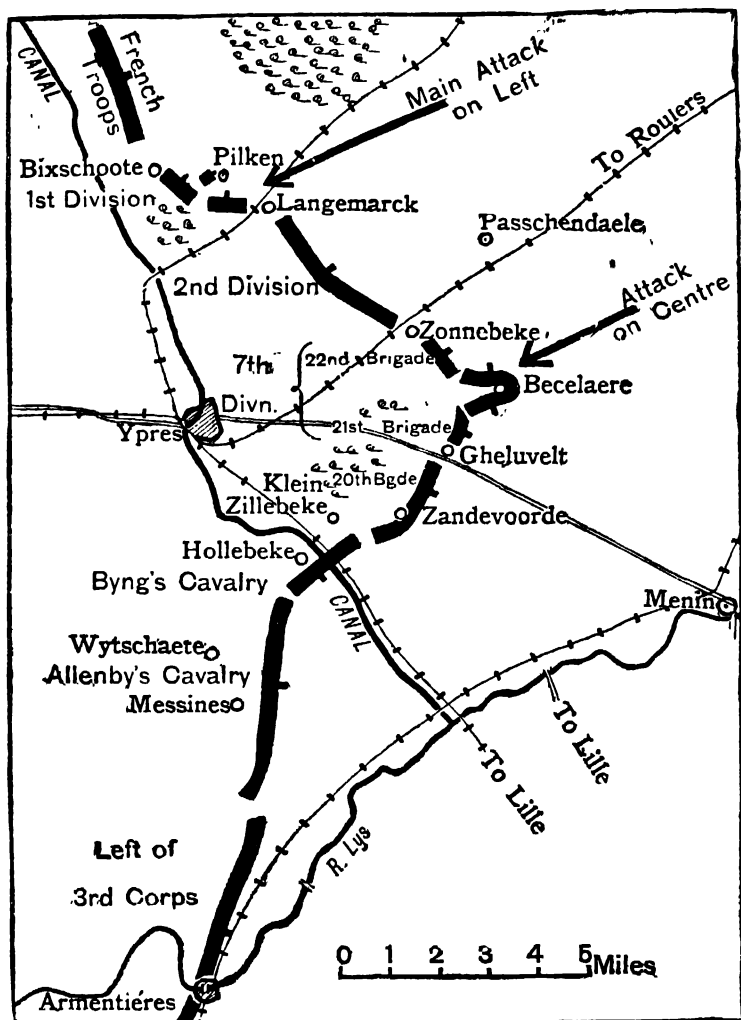 CANAL
French
Troops
Main Attack
on Left
To Roulers
Bixschoote
Pilken
1st Division
Langemarck
Passchendaele
2nd Division
Attack
on Centre
Zonnebeke
7th
Divn.
22nd Brigade
Becelaere
Ypres
21st Brigade
Gheluvelt
Klein
Zillebeke
20th Bgde
Zandevoorde
Hollebeke
Byng's Cavalry
CANAL
Menin
Wytschaete
Allenby's Cavalry
Messines
To Lille
To Lille
Left of
3rd Corps
R. Lys
0 1 2 3 4 5 Miles
Armentiéres